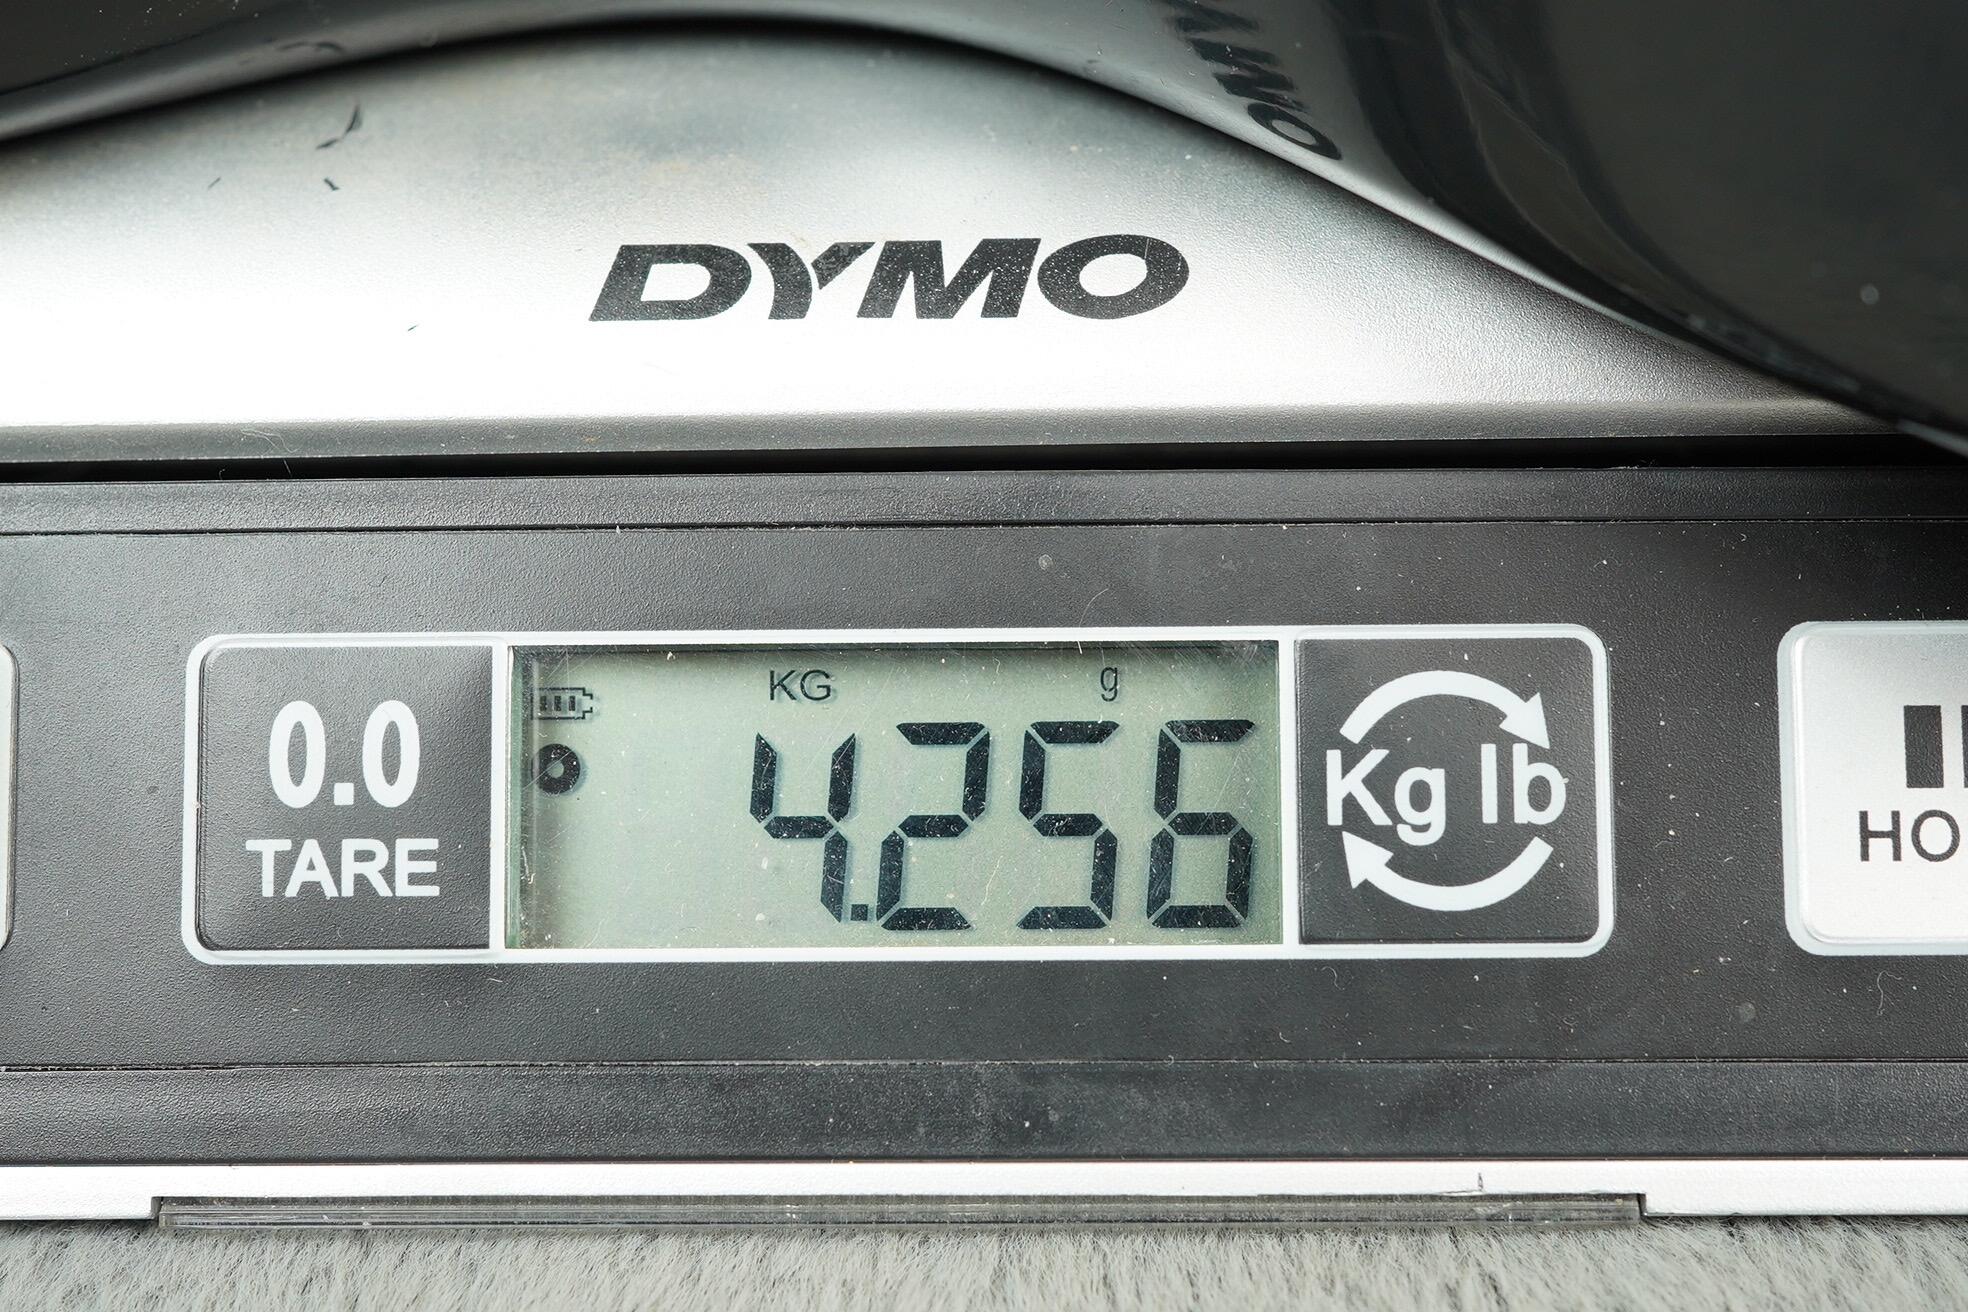 DYMO
KG g
0.0
TARE
4.256
Kg lb
HO